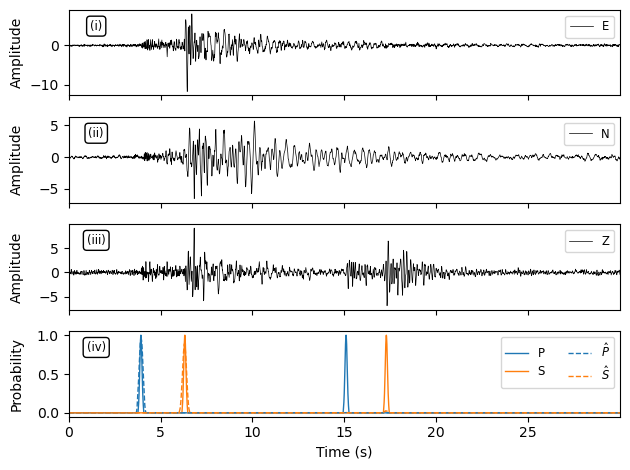 (i)
E
Amplitude
0
−10
(ii)
N
Amplitude
5
0
−5
(iii)
Z
Amplitude
5
0
−5
(iv)
P
P̂
S
Ŝ
Probability
1.0
0.5
0.0
0 5 10 15 20 25
Time (s)